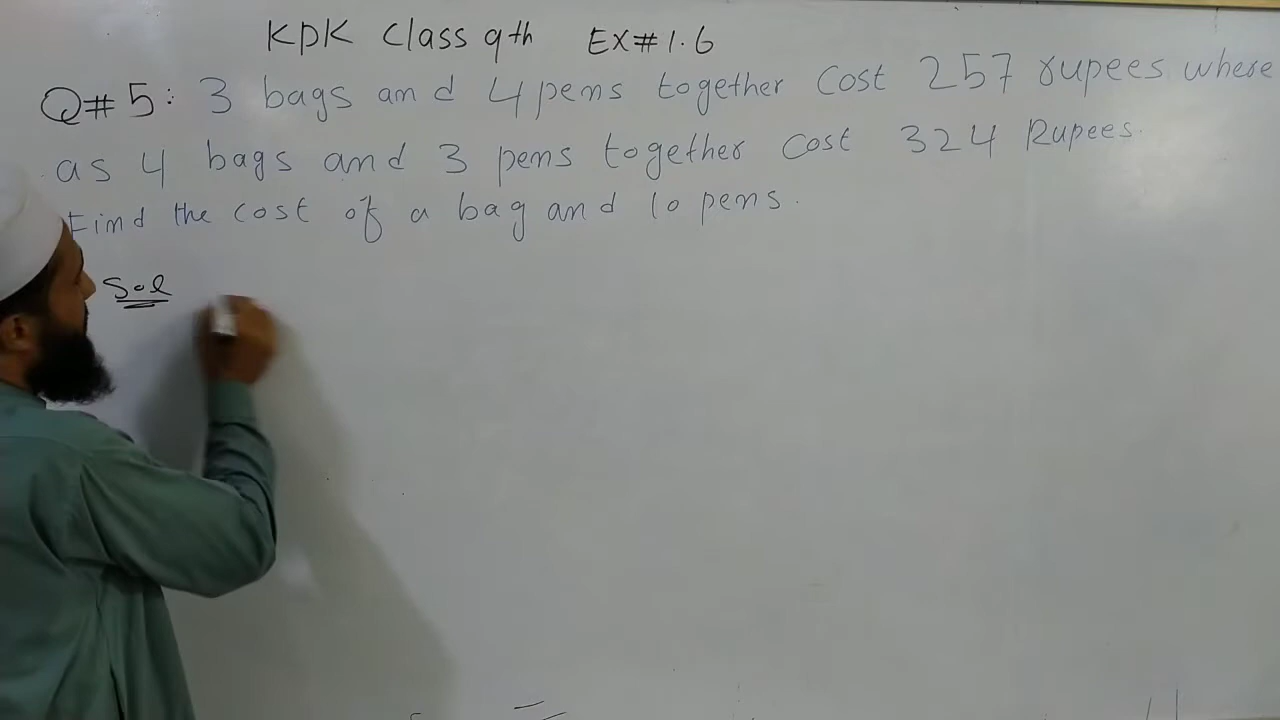 KPK Class 9th EX#1.6
Q#5: 3 bags and 4 pens together cost 257 rupees where
as 4 bags and 3 pens together cost 324 Rupees.
Find the cost of a bag and 10 pens.
Sol